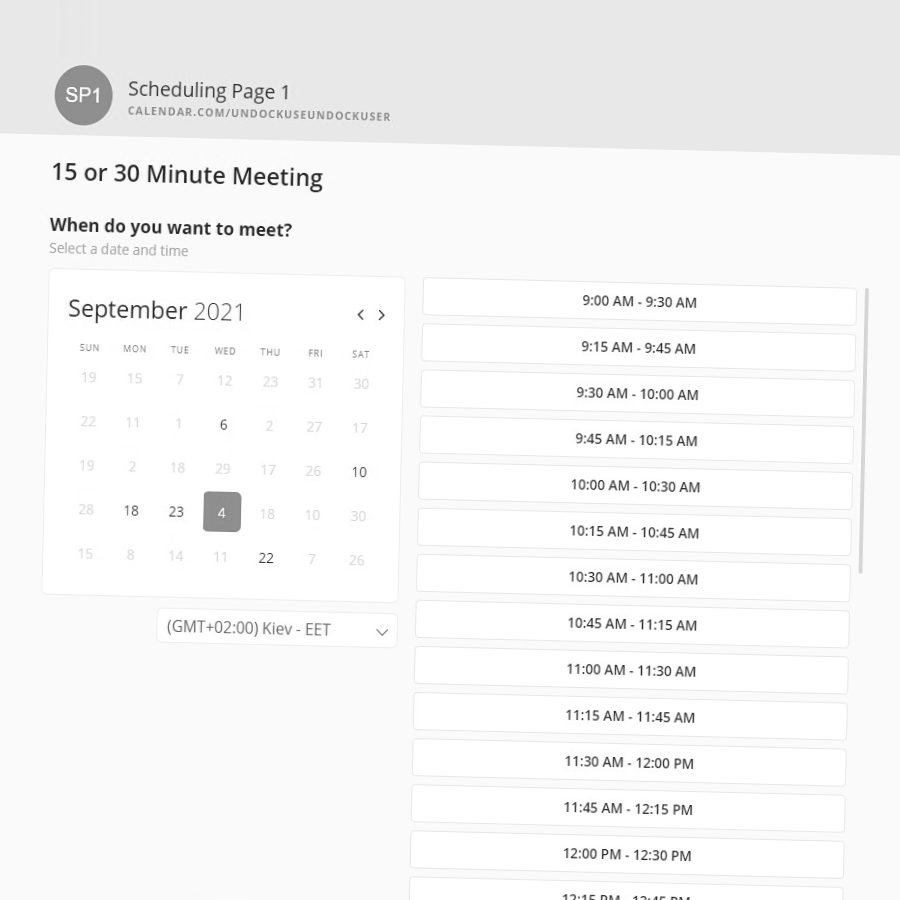 SP1
Scheduling Page 1
CALENDAR.COM/UNDOCKUSEUNDOCKUSER
15 or 30 Minute Meeting
When do you want to meet?
Select a date and time
September 2021
SUN MON TUE WED THU FRI SAT
19 15 7 12 23 31 30
22 11 1 6 2 27 17
19 2 18 29 17 26 10
28 18 23 4 18 10 30
15 8 14 11 22 7 26
(GMT+02:00) Kiev - EET
9:00 AM - 9:30 AM
9:15 AM - 9:45 AM
9:30 AM - 10:00 AM
9:45 AM - 10:15 AM
10:00 AM - 10:30 AM
10:15 AM - 10:45 AM
10:30 AM - 11:00 AM
10:45 AM - 11:15 AM
11:00 AM - 11:30 AM
11:15 AM - 11:45 AM
11:30 AM - 12:00 PM
11:45 AM - 12:15 PM
12:00 PM - 12:30 PM
12:15 PM - 12:45 PM